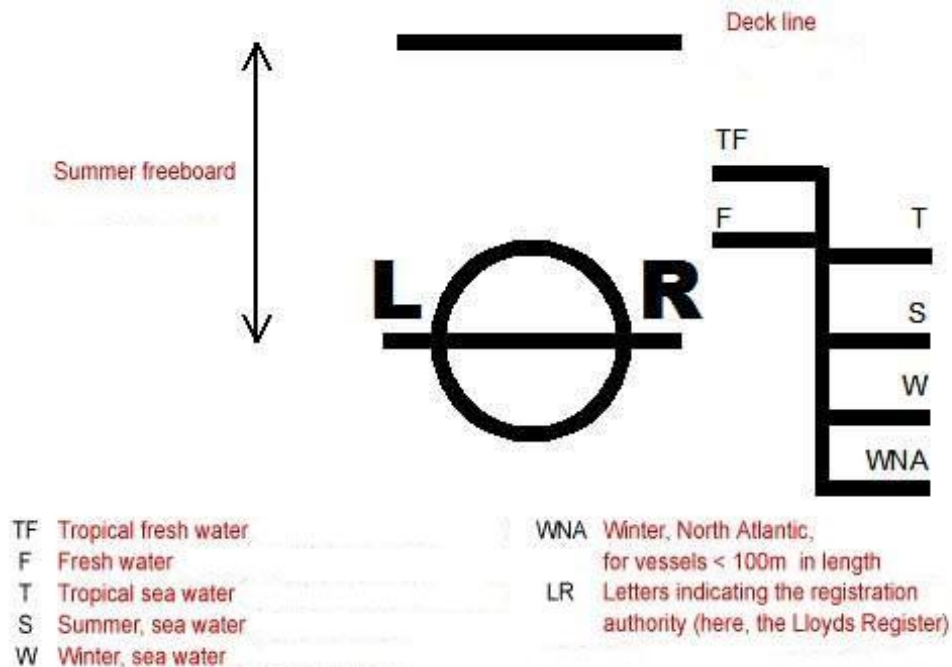 Deck line
TF
Summer freeboard
F
T
L R
S
W
WNA
TF Tropical fresh water
F Fresh water
T Tropical sea water
S Summer, sea water
W Winter, sea water
WNA Winter, North Atlantic,
for vessels < 100m in length
LR Letters indicating the registration
authority (here, the Lloyds Register)